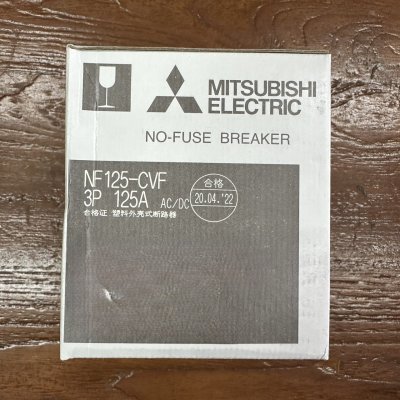 MITSUBISHI
ELECTRIC
NO-FUSE BREAKER
NF125-CVF
3P 125A AC/DC
合格
20.04.'22
合格证 塑料外壳式断路器